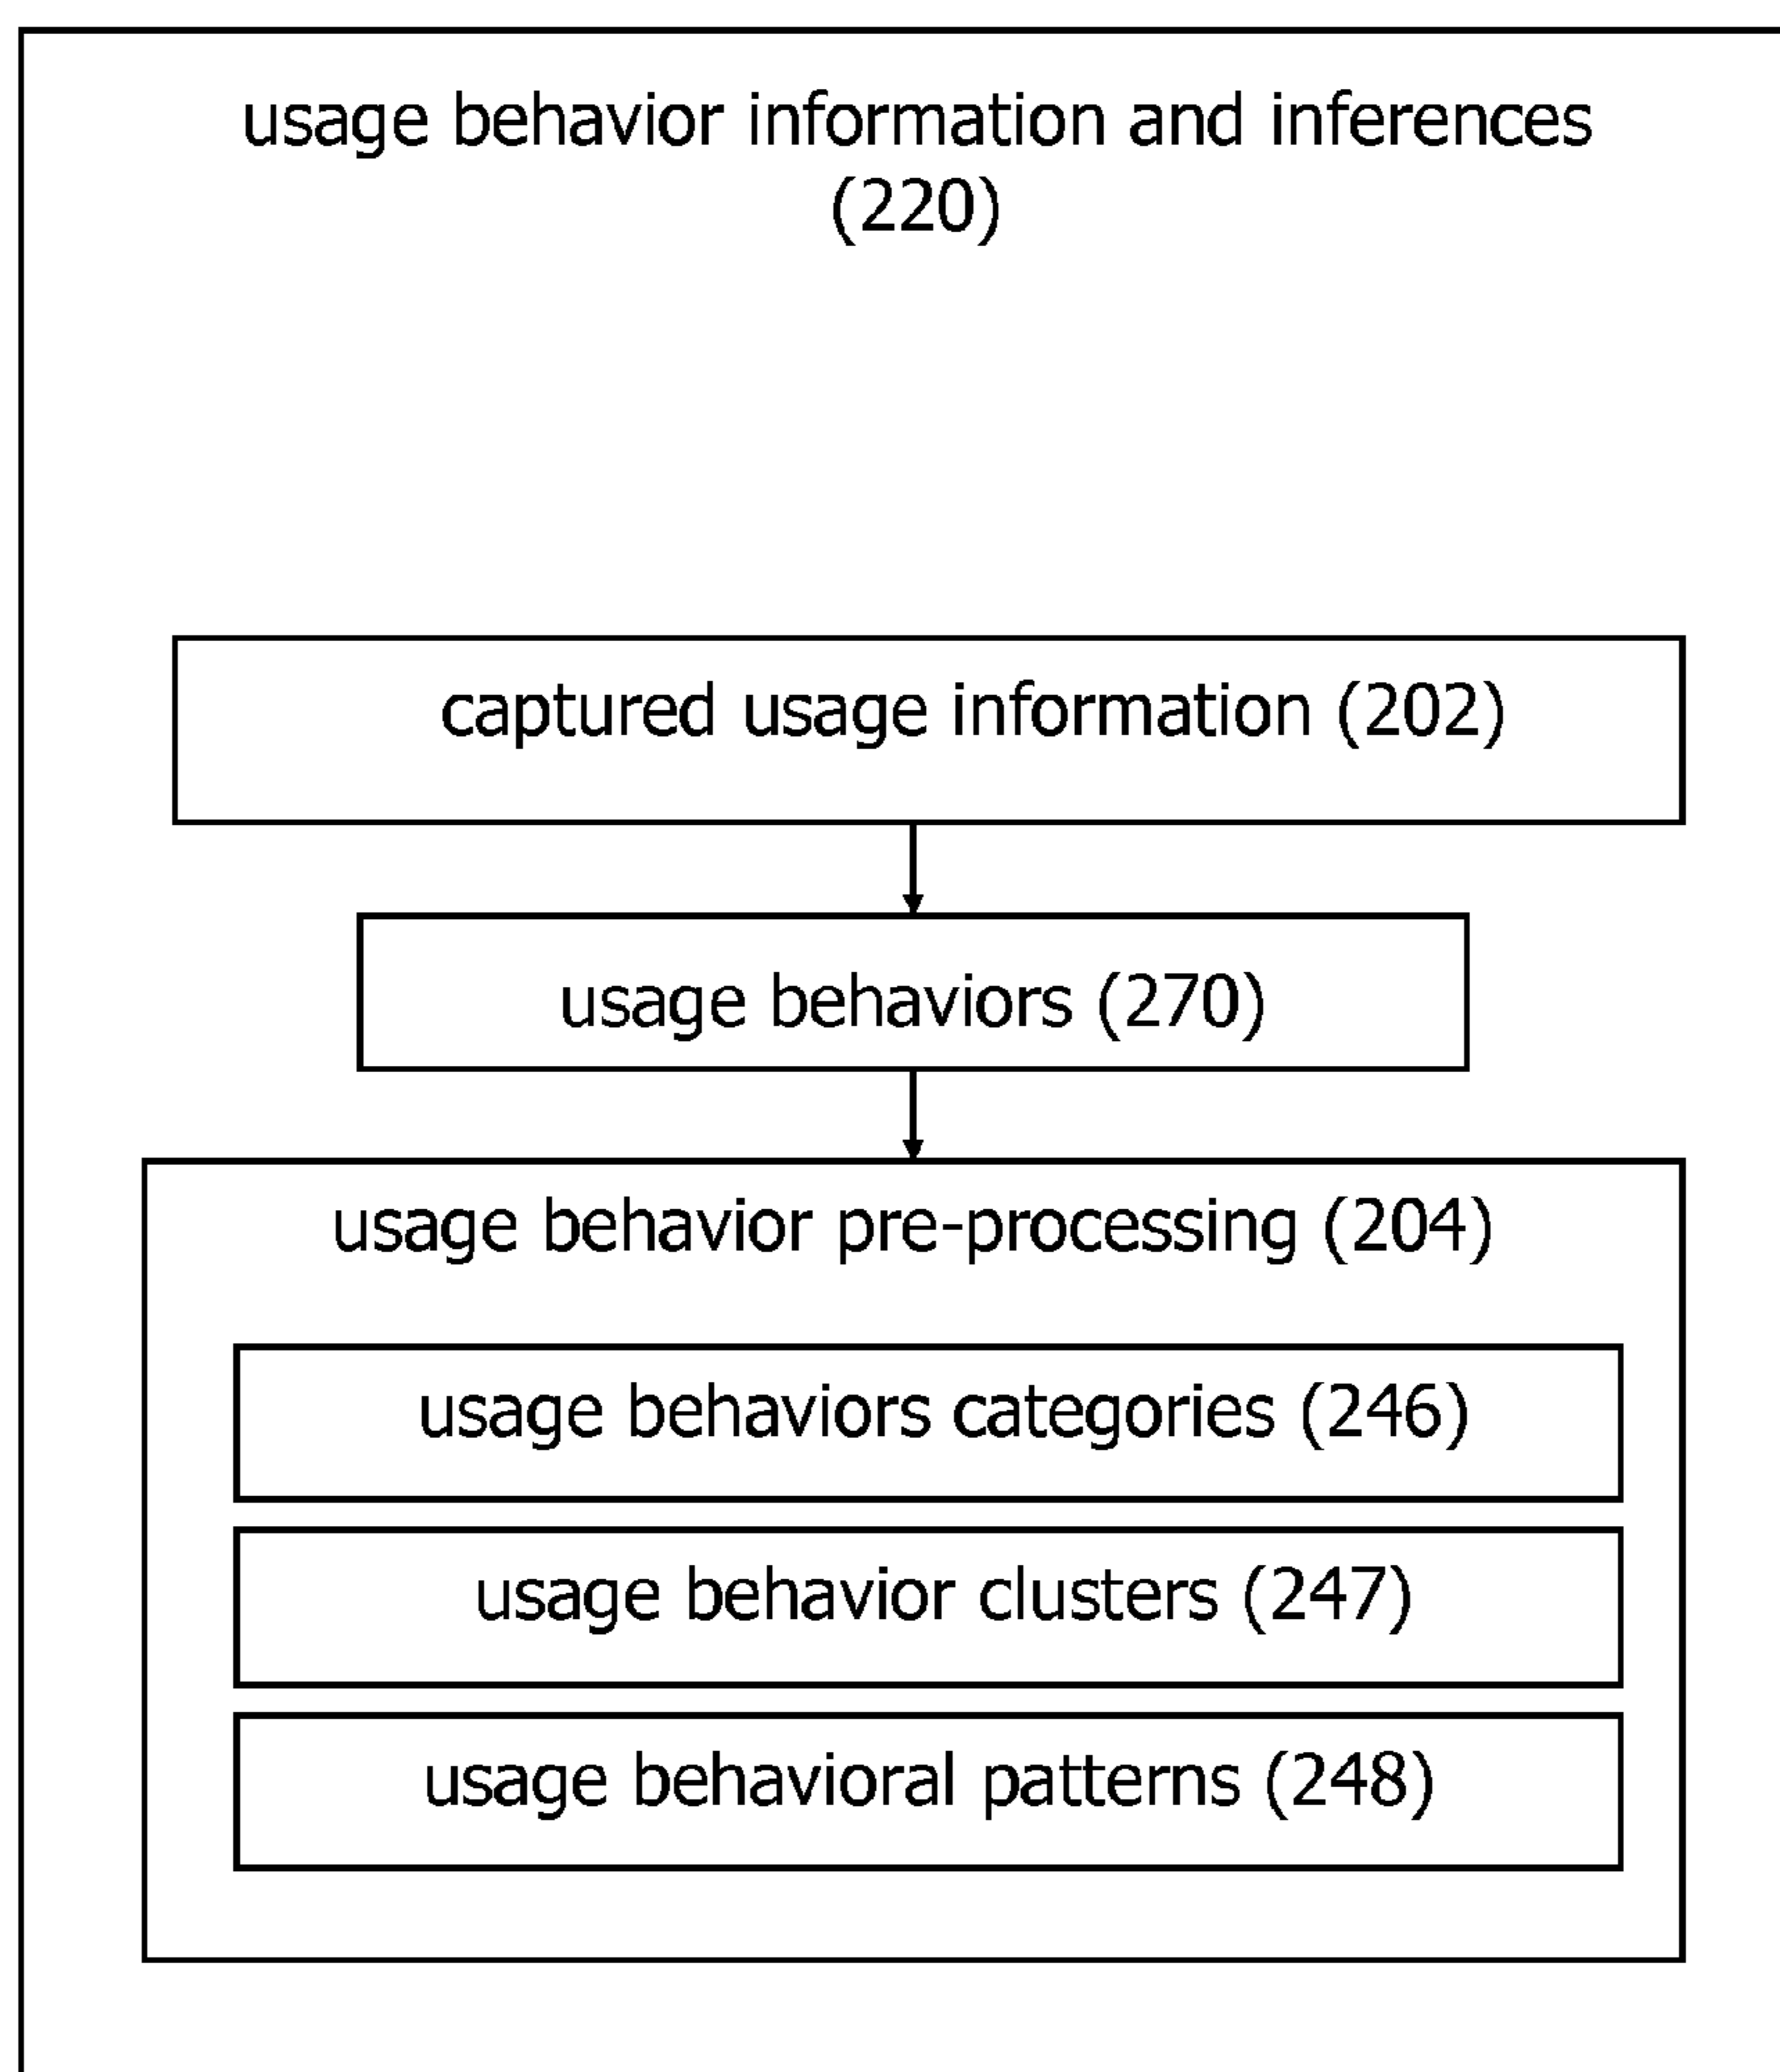 usage behavior information and inferences
(220)
captured usage information (202)
usage behaviors (270)
usage behavior pre-processing (204)
usage behaviors categories (246)
usage behavior clusters (247)
usage behavioral patterns (248)